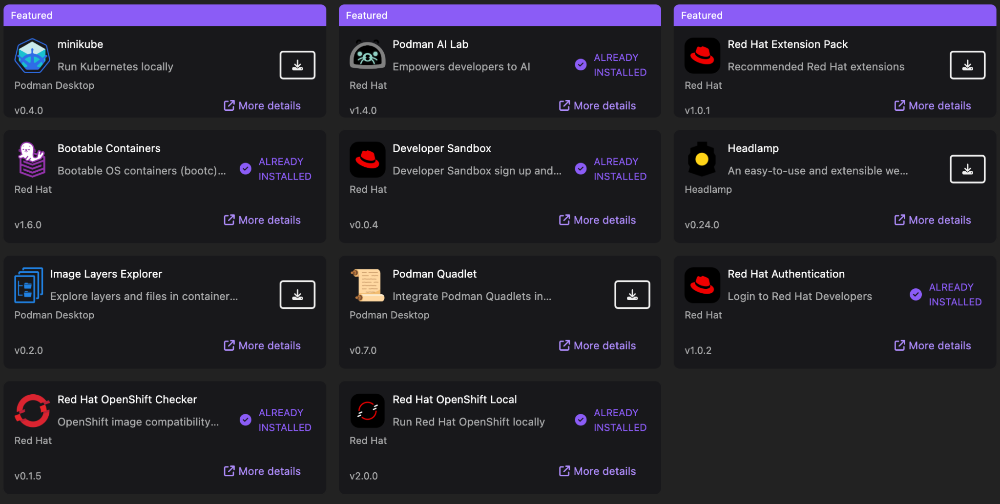 Featured
minikube
Run Kubernetes locally
Podman Desktop
v0.4.0
More details
Featured
Podman AI Lab
Empowers developers to AI
ALREADY
INSTALLED
Red Hat
v1.4.0
More details
Featured
Red Hat Extension Pack
Recommended Red Hat extensions
Red Hat
v1.0.1
More details
Bootable Containers
Bootable OS containers (bootc)...
ALREADY
INSTALLED
Red Hat
v1.6.0
More details
Developer Sandbox
Developer Sandbox sign up and...
ALREADY
INSTALLED
Red Hat
v0.0.4
More details
Headlamp
An easy-to-use and extensible we...
Headlamp
v0.24.0
More details
Image Layers Explorer
Explore layers and files in container...
Podman Desktop
v0.2.0
More details
Podman Quadlet
Integrate Podman Quadlets in...
Podman Desktop
v0.7.0
More details
Red Hat Authentication
Login to Red Hat Developers
ALREADY
INSTALLED
Red Hat
v1.0.2
More details
Red Hat OpenShift Checker
OpenShift image compatibility...
ALREADY
INSTALLED
Red Hat
v0.1.5
More details
Red Hat OpenShift Local
Run Red Hat OpenShift locally
ALREADY
INSTALLED
Red Hat
v2.0.0
More details